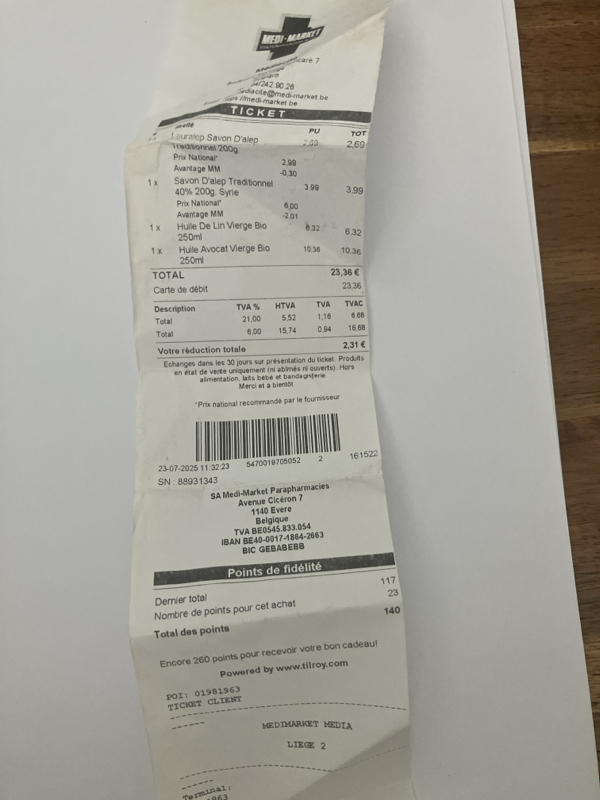 MEDI-MARKET
caré 7
/242.90.26
ediacite@medi-market.be
//medi-market.be
TICKET
PU TOT
Lauralep Savon D'alep 2,69 2,69
Traditionnel 200g
Prix National* 2,99
Avantage MM -0,30
1 x Savon D'alep Traditionnel 3,99 3,99
40% 200g. Syrie
Prix National* 6,00
Avantage MM -2,01
1 x Huile De Lin Vierge Bio 6,32 6,32
250ml
1 x Huile Avocat Vierge Bio 10,36 10,36
250ml
TOTAL 23,36 €
Carte de débit 23,36
Description TVA % HTVA TVA TVAC
Total 21,00 5,52 1,16 6,68
Total 6,00 15,74 0,94 16,68
Votre réduction totale 2,31 €
Echanges dans les 30 jours sur présentation du ticket. Produits
en état de vente uniquement (ni abîmés ni ouverts). Hors
alimentation, laits bébé et bandagisterie.
Merci et à bientôt
*Prix national recommandé par le fournisseur
23-07-2025 11:32:23 5470019705052 2 161522
SN : 88931343
SA Medi-Market Parapharmacies
Avenue Cicéron 7
1140 Evere
Belgique
TVA BE0545.833.054
IBAN BE40-0017-1864-2663
BIC GEBABEBB
Points de fidélité
Dernier total 117
Nombre de points pour cet achat 23
Total des points 140
Encore 260 points pour recevoir votre bon cadeau!
Powered by www.tilroy.com
POI: 01981963
TICKET CLIENT
MEDIMARKET MEDIA
LIEGE 2
Terminal:
1963